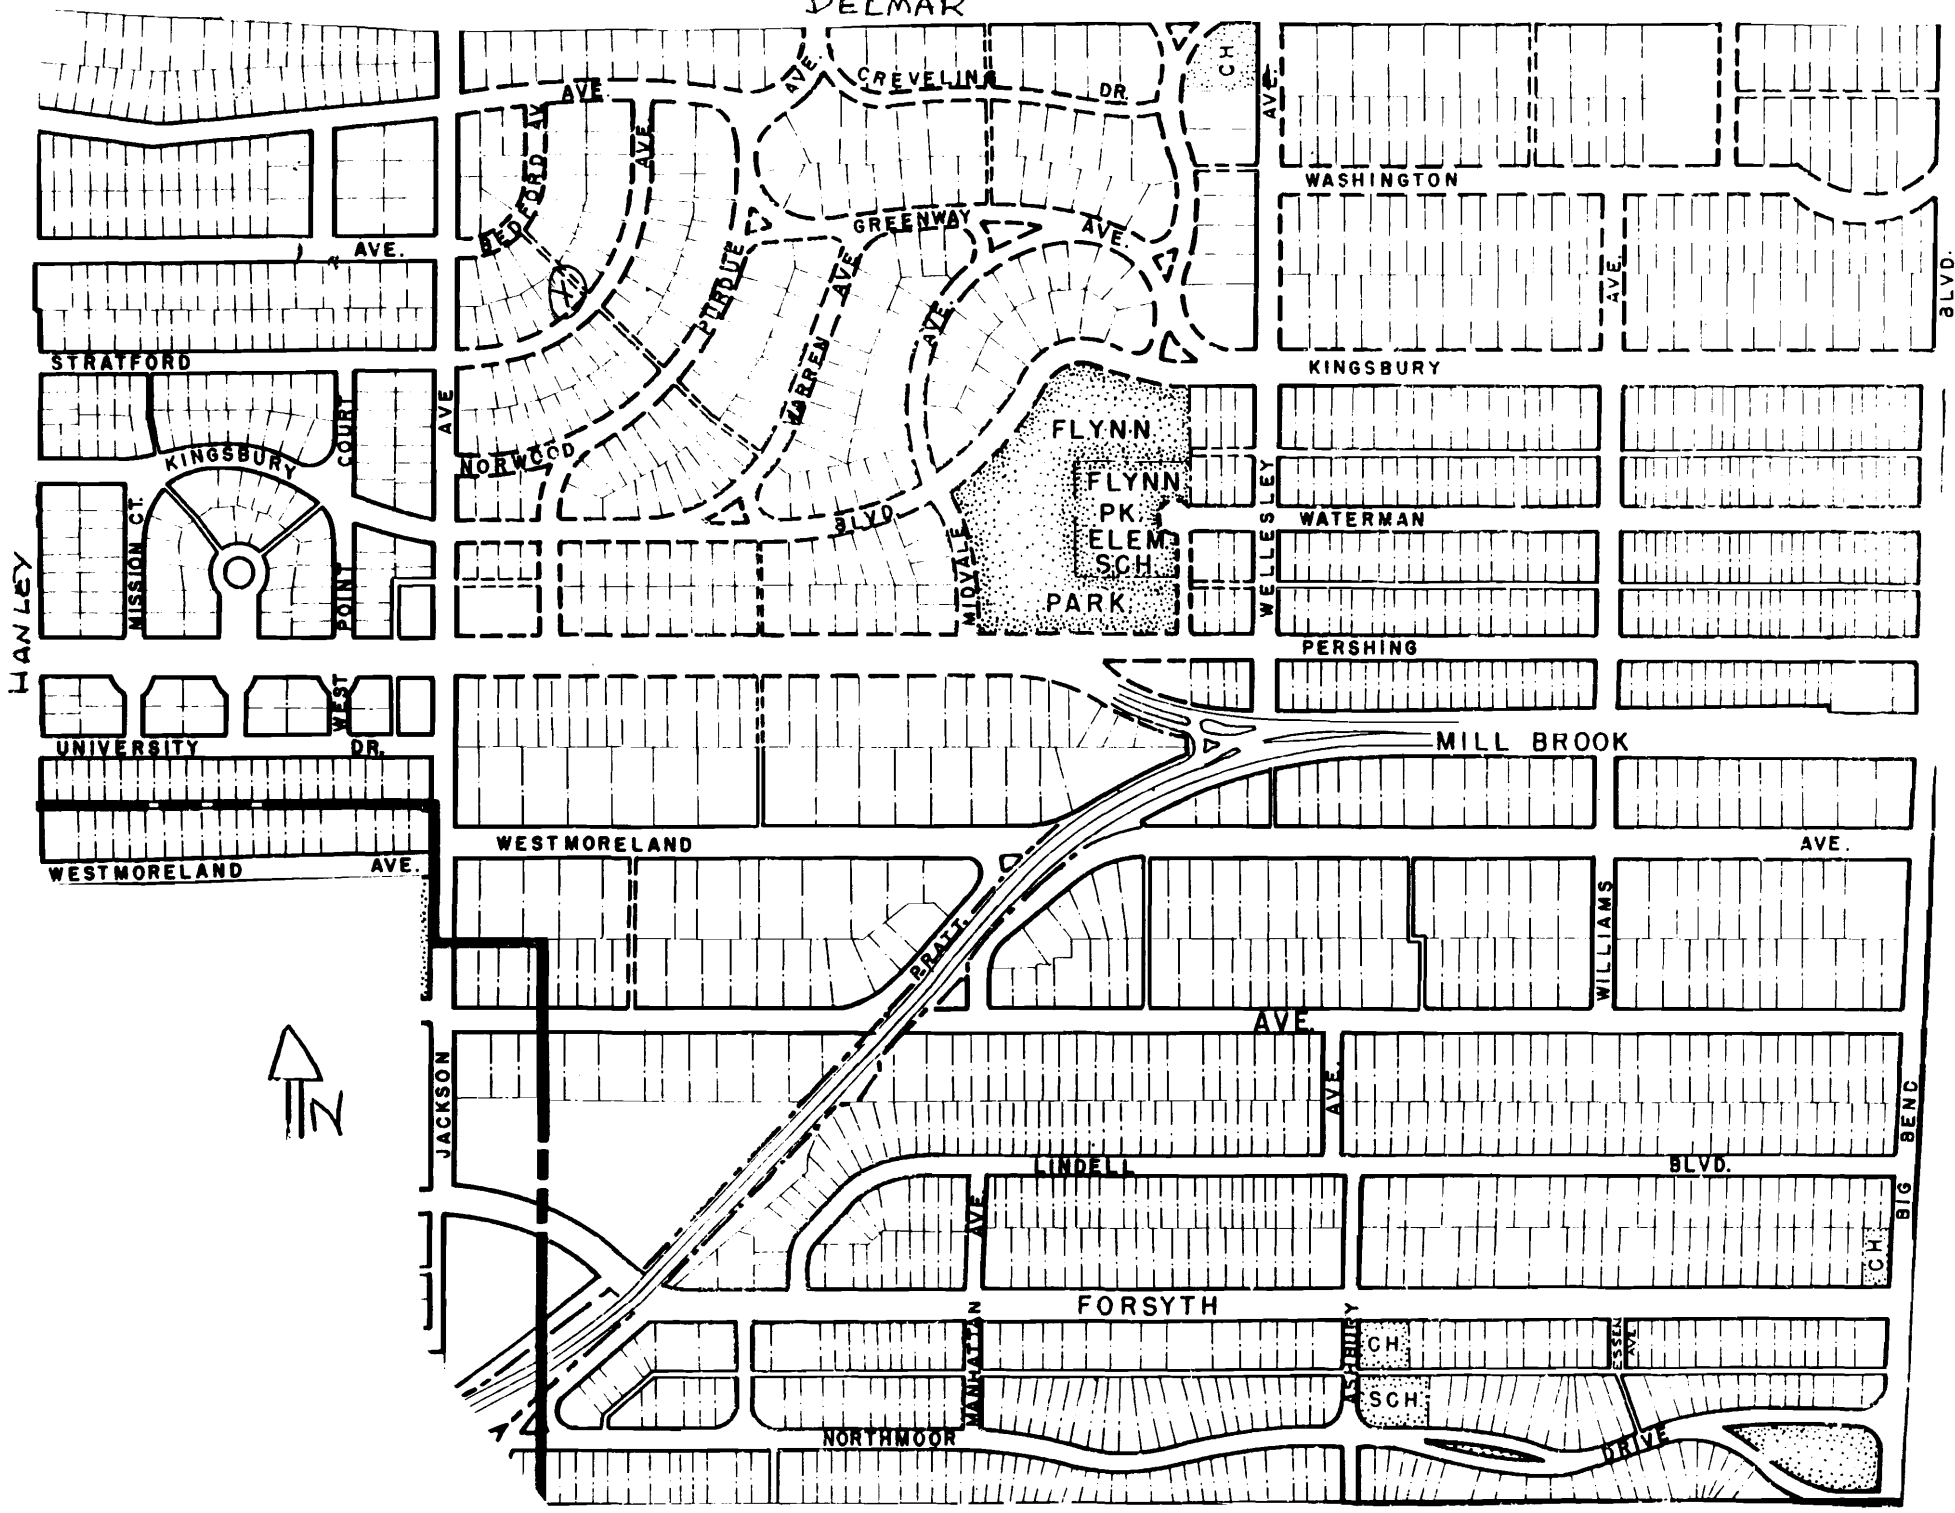 DELMAR
CH
AVE.
CREVELING
DR.
AVE.
AVE.
BEDFORD AV
AVE.
WASHINGTON
GREENWAY
AVE.
BEDFORD
AVE.
PURDUE
WARREN AVE.
AVE.
AVE.
BLVD.
STRATFORD
KINGSBURY
COURT
AVE
FLYNN
KINGSBURY
NORWOOD
FLYNN
PK.
ELEM.
SCH.
PARK
WELLESLEY
MISSION CT.
BLVD
WATERMAN
MIDVALE
HANLEY
POINT
WEST
PERSHING
UNIVERSITY
DR.
MILL BROOK
WESTMORELAND
AVE.
WESTMORELAND
AVE.
PRATT
WILLIAMS
AVE.
N
JACKSON
AVE.
BIG BEND
LINDELL
BLVD.
AVE.
CH.
FORSYTH
MANHATTAN
ASHBURY
CH.
ESSEX
AVE.
SCH.
NORTHMOOR
DRIVE